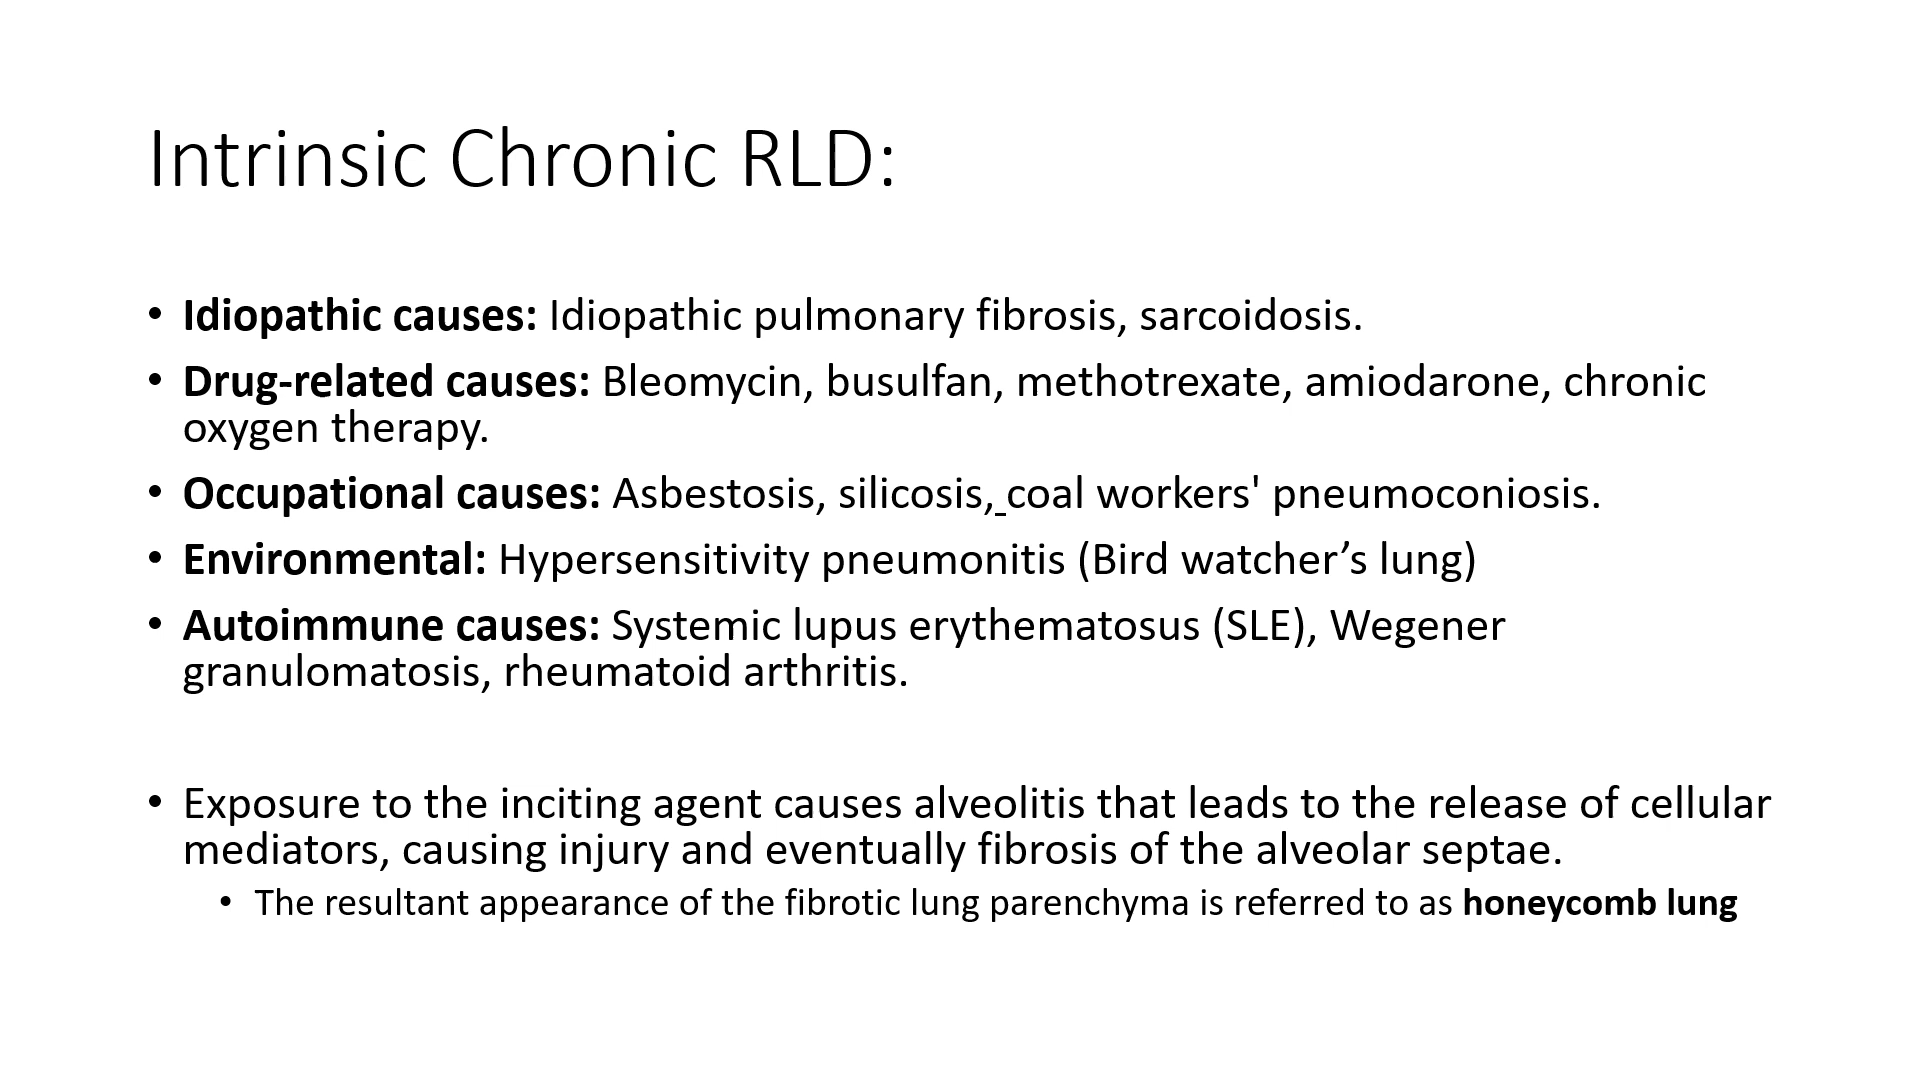 Intrinsic Chronic RLD:
• Idiopathic causes: Idiopathic pulmonary fibrosis, sarcoidosis.
• Drug-related causes: Bleomycin, busulfan, methotrexate, amiodarone, chronic
oxygen therapy.
• Occupational causes: Asbestosis, silicosis, coal workers' pneumoconiosis.
• Environmental: Hypersensitivity pneumonitis (Bird watcher’s lung)
• Autoimmune causes: Systemic lupus erythematosus (SLE), Wegener
granulomatosis, rheumatoid arthritis.
• Exposure to the inciting agent causes alveolitis that leads to the release of cellular
mediators, causing injury and eventually fibrosis of the alveolar septae.
• The resultant appearance of the fibrotic lung parenchyma is referred to as honeycomb lung